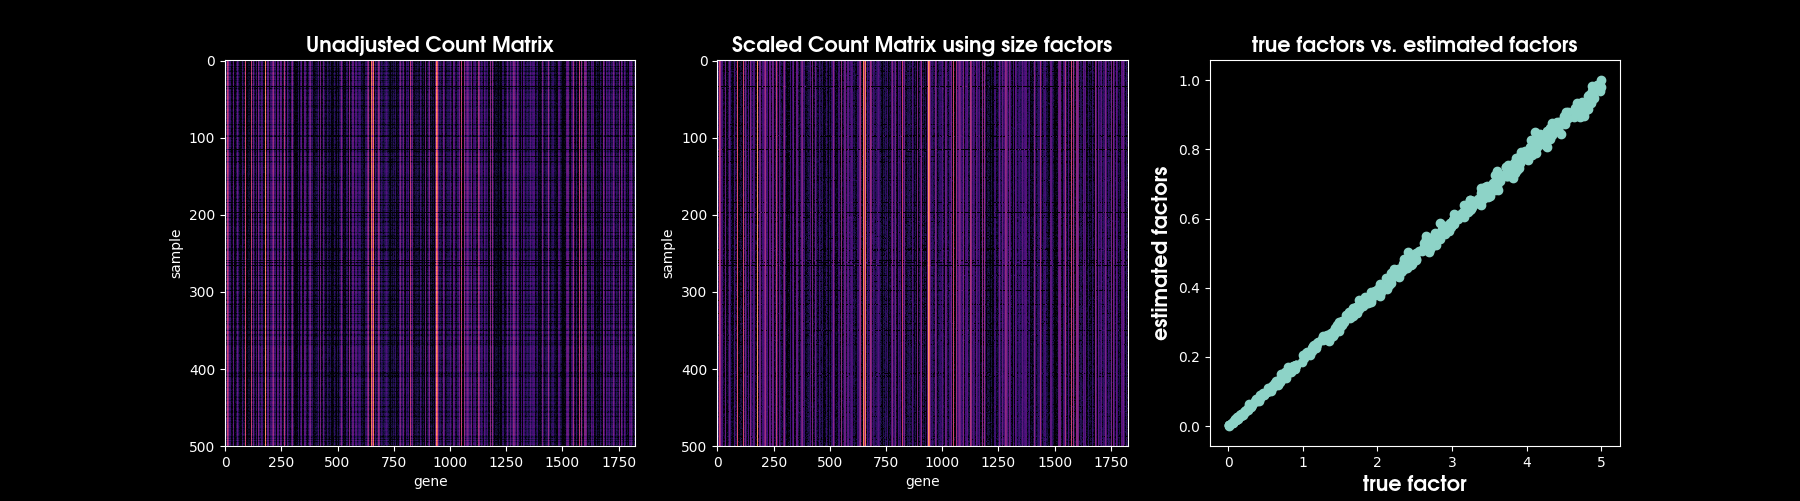 Unadjusted Count Matrix
0
100
200
300
400
500
sample
0 250 500 750 1000 1250 1500 1750
gene
Scaled Count Matrix using size factors
0
100
200
300
400
500
sample
0 250 500 750 1000 1250 1500 1750
gene
true factors vs. estimated factors
1.0
0.8
0.6
0.4
0.2
0.0
estimated factors
0 1 2 3 4 5
true factor